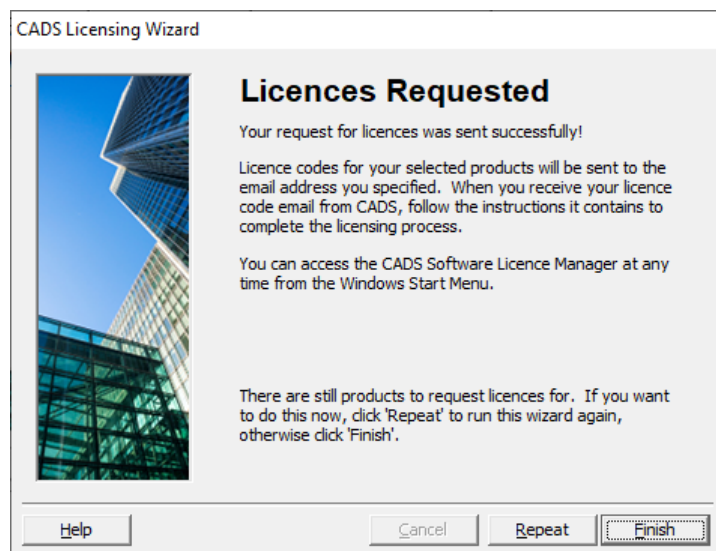 CADS Licensing Wizard
Licences Requested
Your request for licences was sent successfully!
Licence codes for your selected products will be sent to the
email address you specified.  When you receive your licence
code email from CADS, follow the instructions it contains to
complete the licensing process.
You can access the CADS Software Licence Manager at any
time from the Windows Start Menu.
There are still products to request licences for.  If you want
to do this now, click 'Repeat' to run this wizard again,
otherwise click 'Finish'.
Help
Cancel
Repeat
Finish